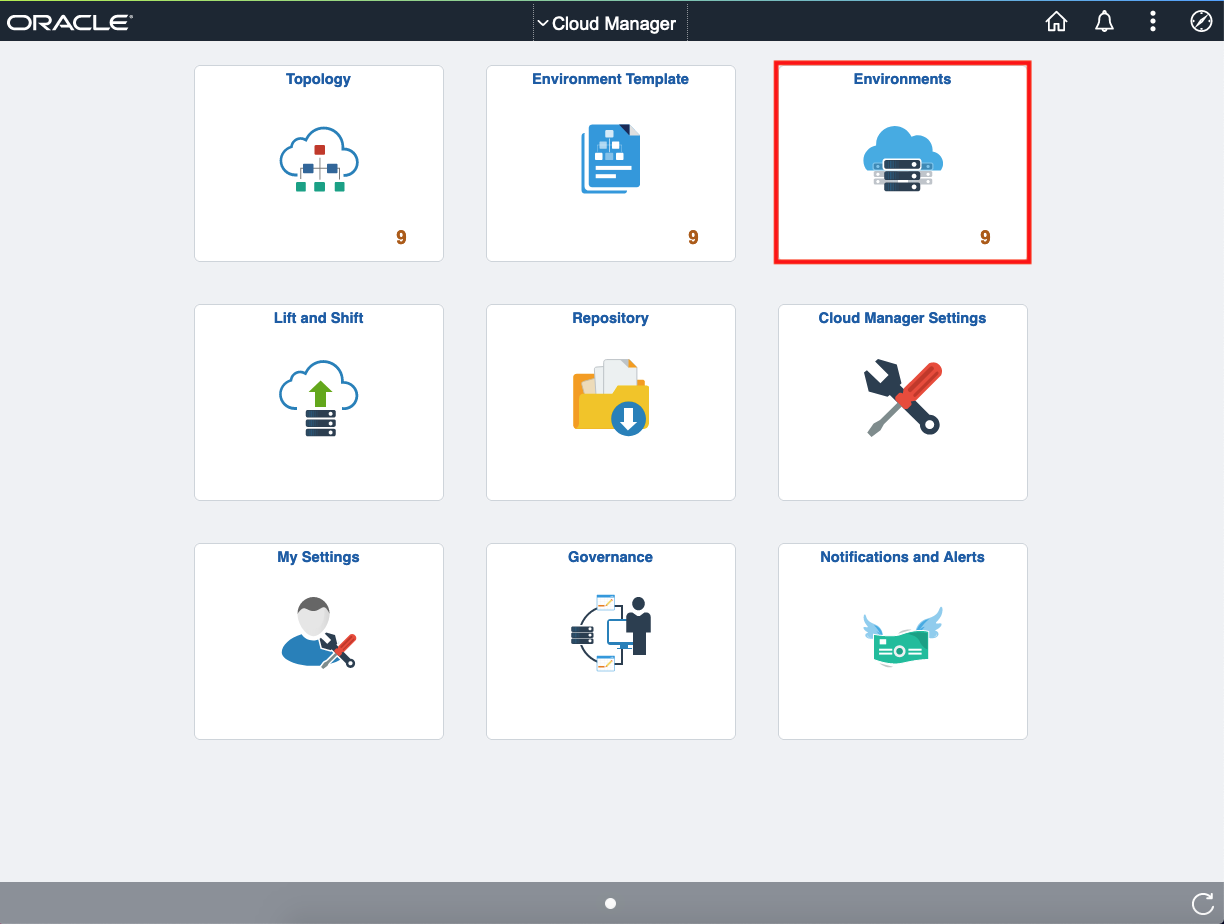 ORACLE
Cloud Manager
Topology
9
Environment Template
9
Environments
9
Lift and Shift
Repository
Cloud Manager Settings
My Settings
Governance
Notifications and Alerts